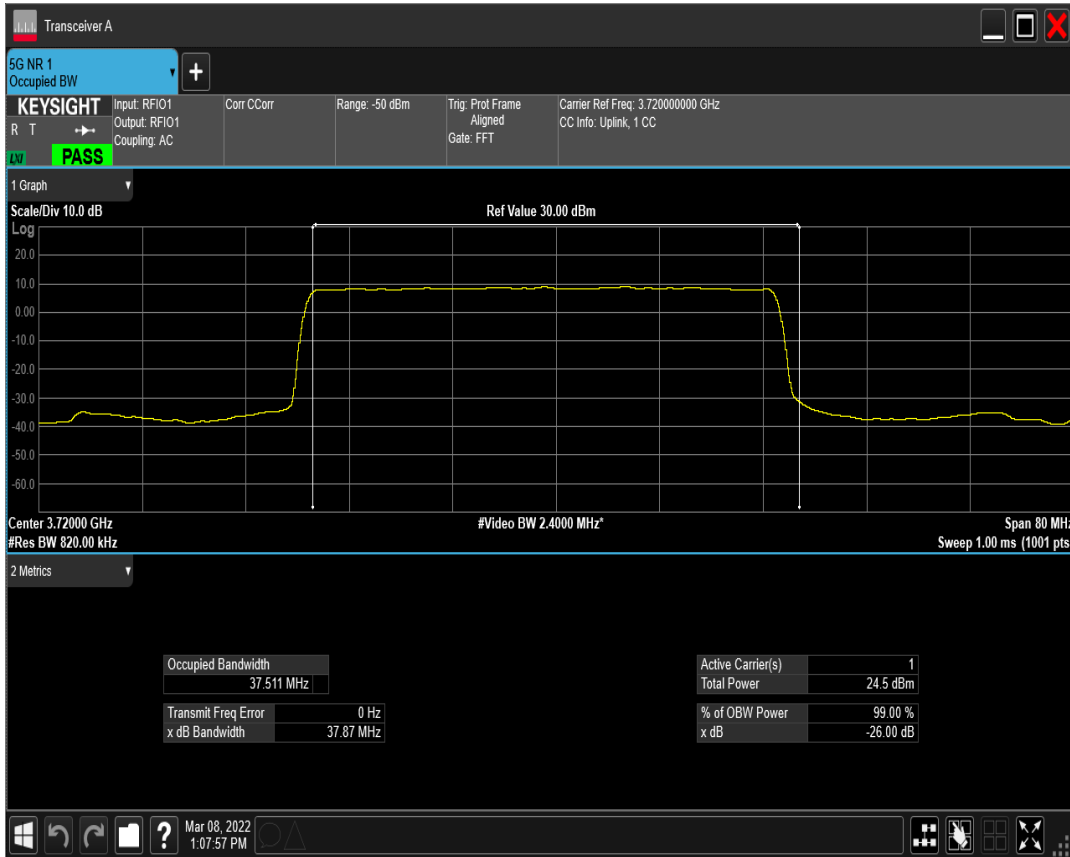 Transceiver A
5G NR 1
Occupied BW
+
KEYSIGHT
R T
LXI
PASS
Input: RFIO1
Output: RFIO1
Coupling: AC
Corr CCorr
Range: -50 dBm
Trig: Prot Frame
Aligned
Gate: FFT
Carrier Ref Freq: 3.720000000 GHz
CC Info: Uplink, 1 CC
1 Graph
Scale/Div 10.0 dB
Ref Value 30.00 dBm
Log
20.0
10.0
0.00
-10.0
-20.0
-30.0
-40.0
-50.0
-60.0
Center 3.72000 GHz
#Video BW 2.4000 MHz*
Span 80 MHz
#Res BW 820.00 kHz
Sweep 1.00 ms (1001 pts
2 Metrics
Occupied Bandwidth
37.511 MHz
Transmit Freq Error 0 Hz
x dB Bandwidth 37.87 MHz
Active Carrier(s) 1
Total Power 24.5 dBm
% of OBW Power 99.00 %
x dB -26.00 dB
?
Mar 08, 2022
1:07:57 PM